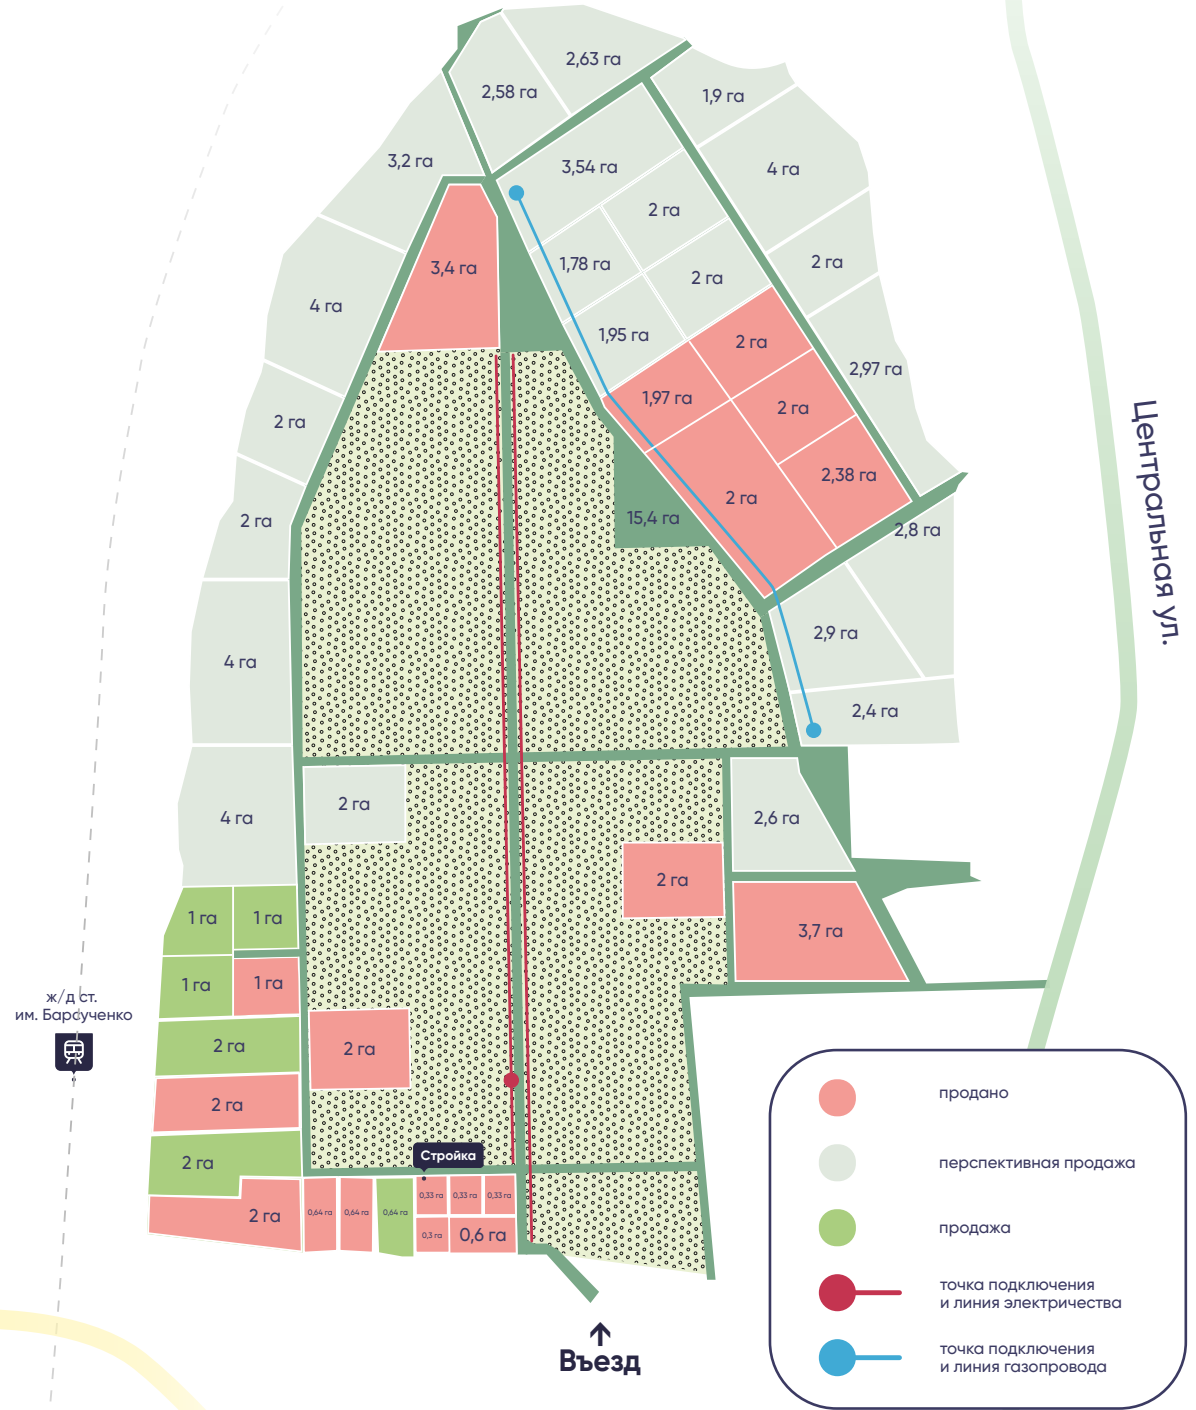 2,63 га
2,58 га
1,9 га
3,2 га
3,54 га
4 га
2 га
3,4 га
1,78 га
2 га
2 га
4 га
1,95 га
2 га
2,97 га
1,97 га
2 га
2 га
2,38 га
2 га
2 га
15,4 га
2,8 га
Центральная ул.
4 га
2,9 га
2,4 га
2 га
4 га
2,6 га
2 га
1 га
1 га
3,7 га
1 га
1 га
ж/д ст.
им. Барсученко
2 га
2 га
2 га
2 га
Стройка
2 га
0,64 га
0,64 га
0,64 га
0,33 га
0,33 га
0,33 га
0,3 га
0,6 га
Въезд
продано
перспективная продажа
продажа
точка подключения
и линия электричества
точка подключения
и линия газопровода